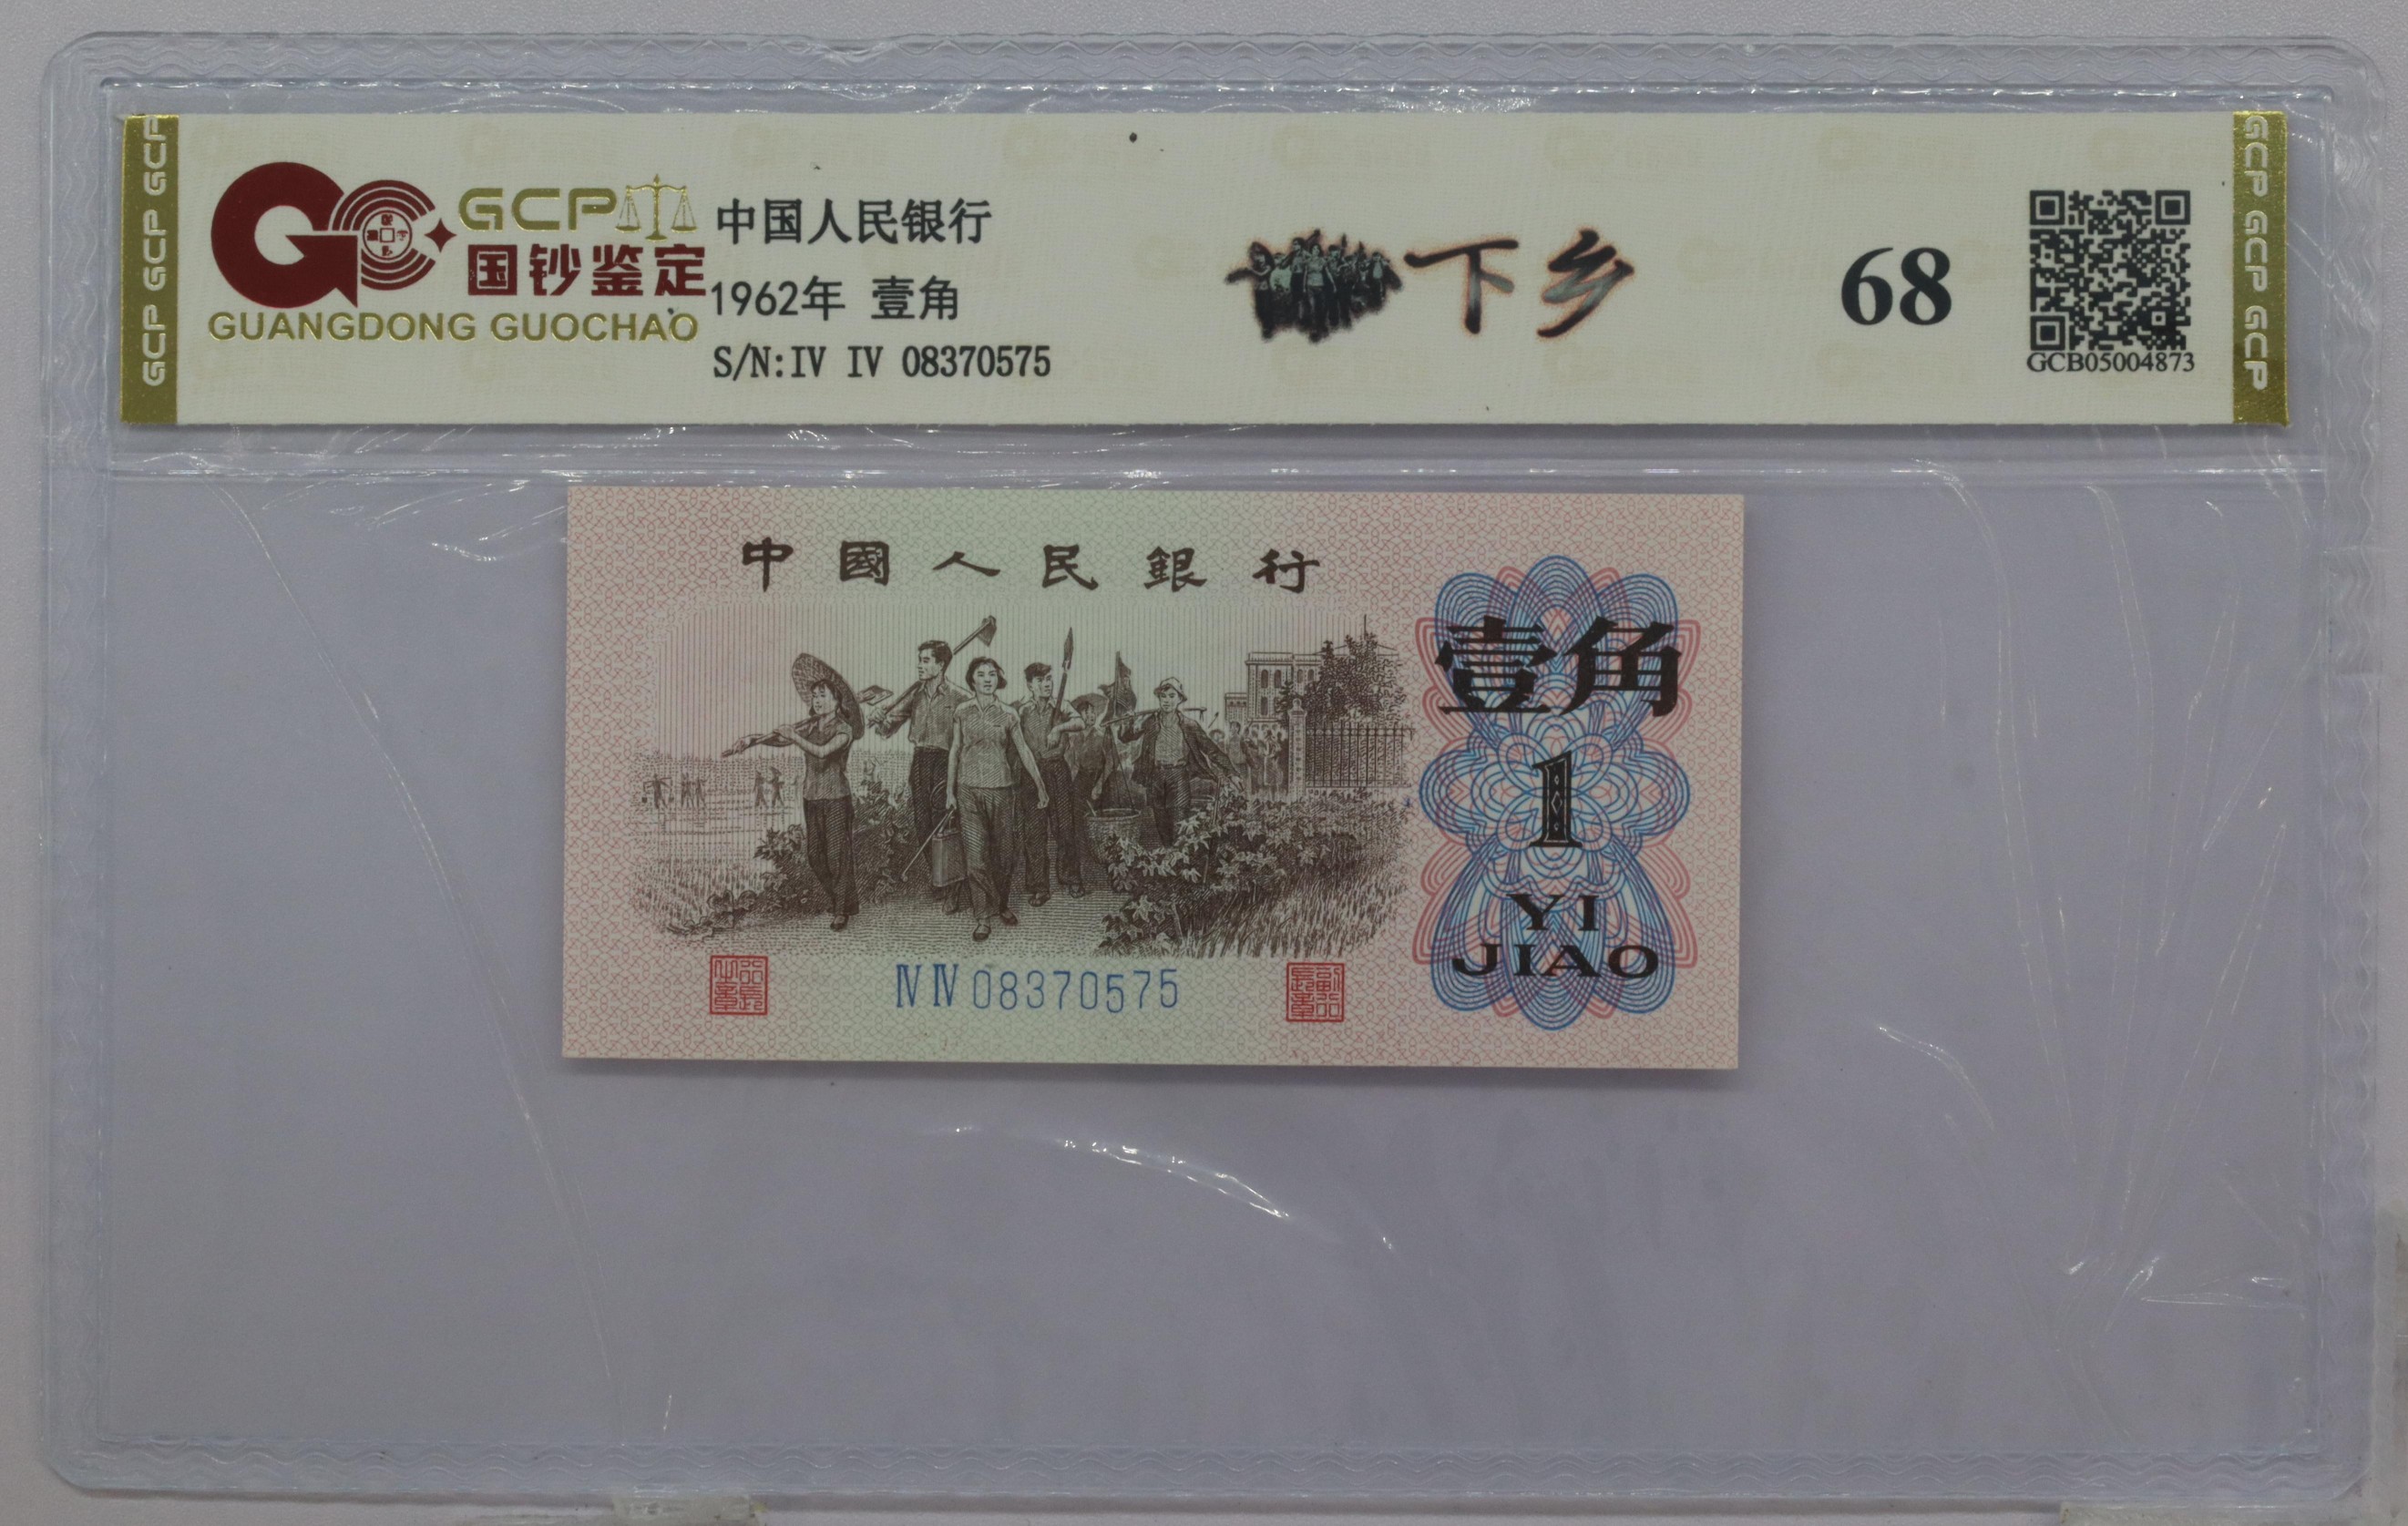 GCP GCP GCP
GCP
国钞鉴定
GUANGDONG GUOCHAO
中国人民银行
1962年 壹角
S/N:IV IV 08370575
下乡
68
GCB05004873
GCP GCP GCP
中國人民銀行
壹角
1
YI
JIAO
IV IV 08370575